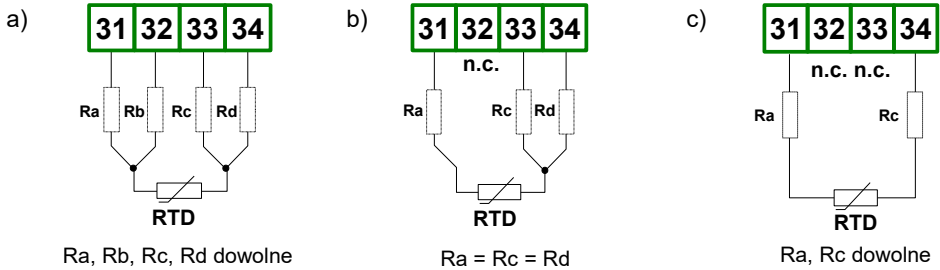 a)
31 32 33 34
Ra Rb Rc Rd
RTD
Ra, Rb, Rc, Rd dowolne
b)
31 32 33 34
n.c.
Ra Rc Rd
RTD
Ra = Rc = Rd
c)
31 32 33 34
n.c. n.c.
Ra Rc
RTD
Ra, Rc dowolne